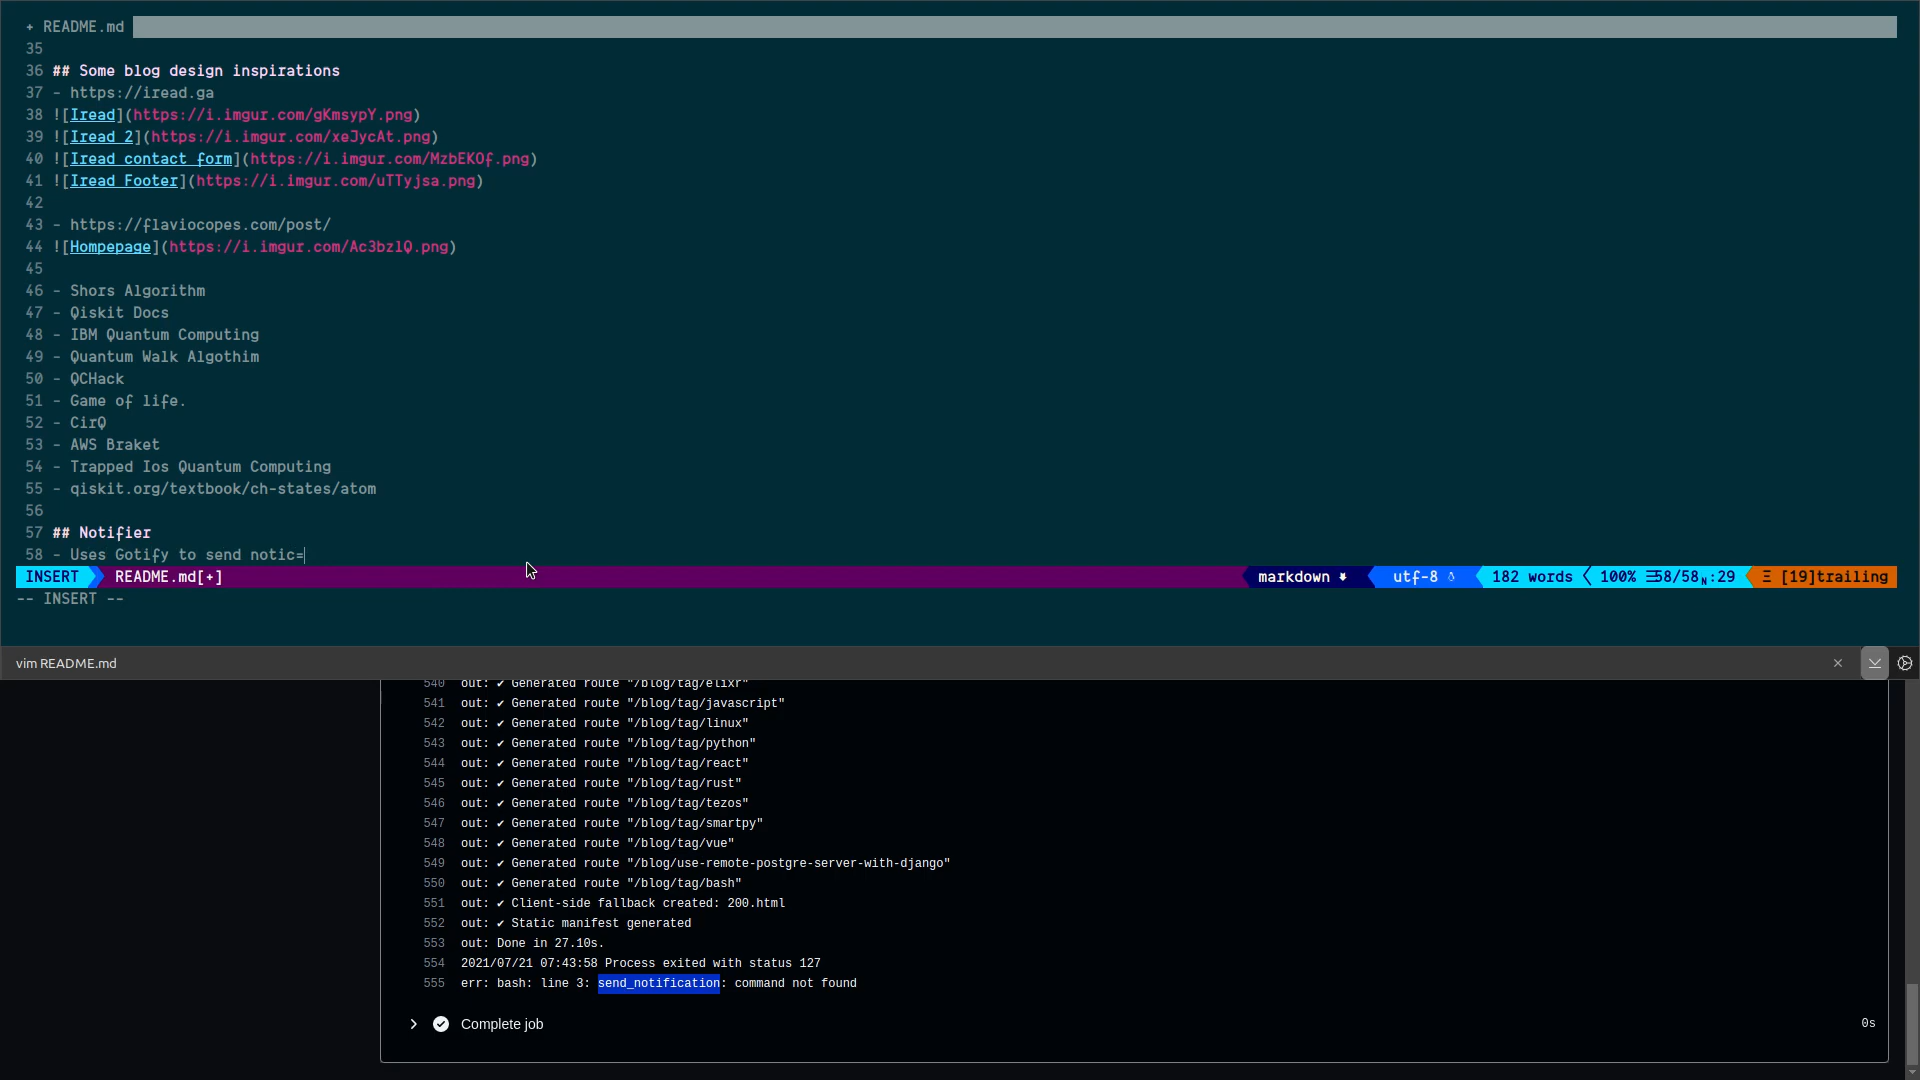 + README.md
35
36 ## Some blog design inspirations
37 - https://iread.ga
38 ![Iread](https://i.imgur.com/gKmsypY.png)
39 ![Iread 2](https://i.imgur.com/xeJycAt.png)
40 ![Iread contact form](https://i.imgur.com/MzbEKOf.png)
41 ![Iread Footer](https://i.imgur.com/uTTyjsa.png)
42
43 - https://flaviocopes.com/post/
44 ![Hompepage](https://i.imgur.com/Ac3bzlQ.png)
45
46 - Shors Algorithm
47 - Qiskit Docs
48 - IBM Quantum Computing
49 - Quantum Walk Algothim
50 - QCHack
51 - Game of life.
52 - CirQ
53 - AWS Braket
54 - Trapped Ios Quantum Computing
55 - qiskit.org/textbook/ch-states/atom
56
57 ## Notifier
58 - Uses Gotify to send notic=
INSERT README.md[+] markdown utf-8 182 words 100% ☰58/58 N:29 Ξ [19]trailing
-- INSERT --
vim README.md
540 out: ✔ Generated route "/blog/tag/elixr"
541 out: ✔ Generated route "/blog/tag/javascript"
542 out: ✔ Generated route "/blog/tag/linux"
543 out: ✔ Generated route "/blog/tag/python"
544 out: ✔ Generated route "/blog/tag/react"
545 out: ✔ Generated route "/blog/tag/rust"
546 out: ✔ Generated route "/blog/tag/tezos"
547 out: ✔ Generated route "/blog/tag/smartpy"
548 out: ✔ Generated route "/blog/tag/vue"
549 out: ✔ Generated route "/blog/use-remote-postgre-server-with-django"
550 out: ✔ Generated route "/blog/tag/bash"
551 out: ✔ Client-side fallback created: 200.html
552 out: ✔ Static manifest generated
553 out: Done in 27.10s.
554 2021/07/21 07:43:58 Process exited with status 127
555 err: bash: line 3: send_notification: command not found
Complete job 0s